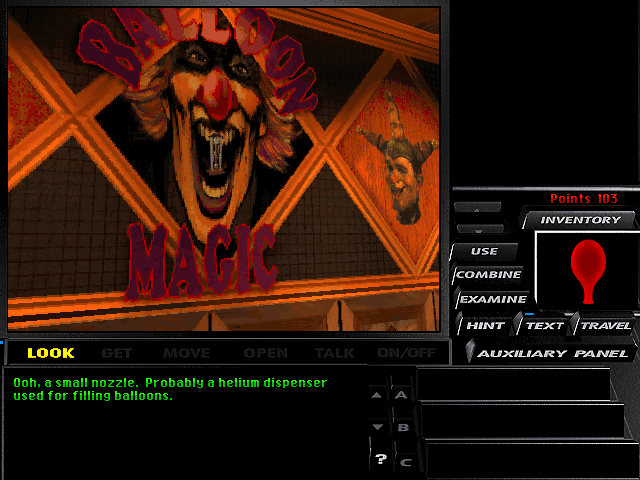 BALLOON
MAGIC
Points 103
INVENTORY
USE
COMBINE
EXAMINE
HINT TEXT TRAVEL
AUXILIARY PANEL
LOOK GET MOVE OPEN TALK ON/OFF
Ooh, a small nozzle. Probably a helium dispenser
used for filling balloons.
A
B
? C